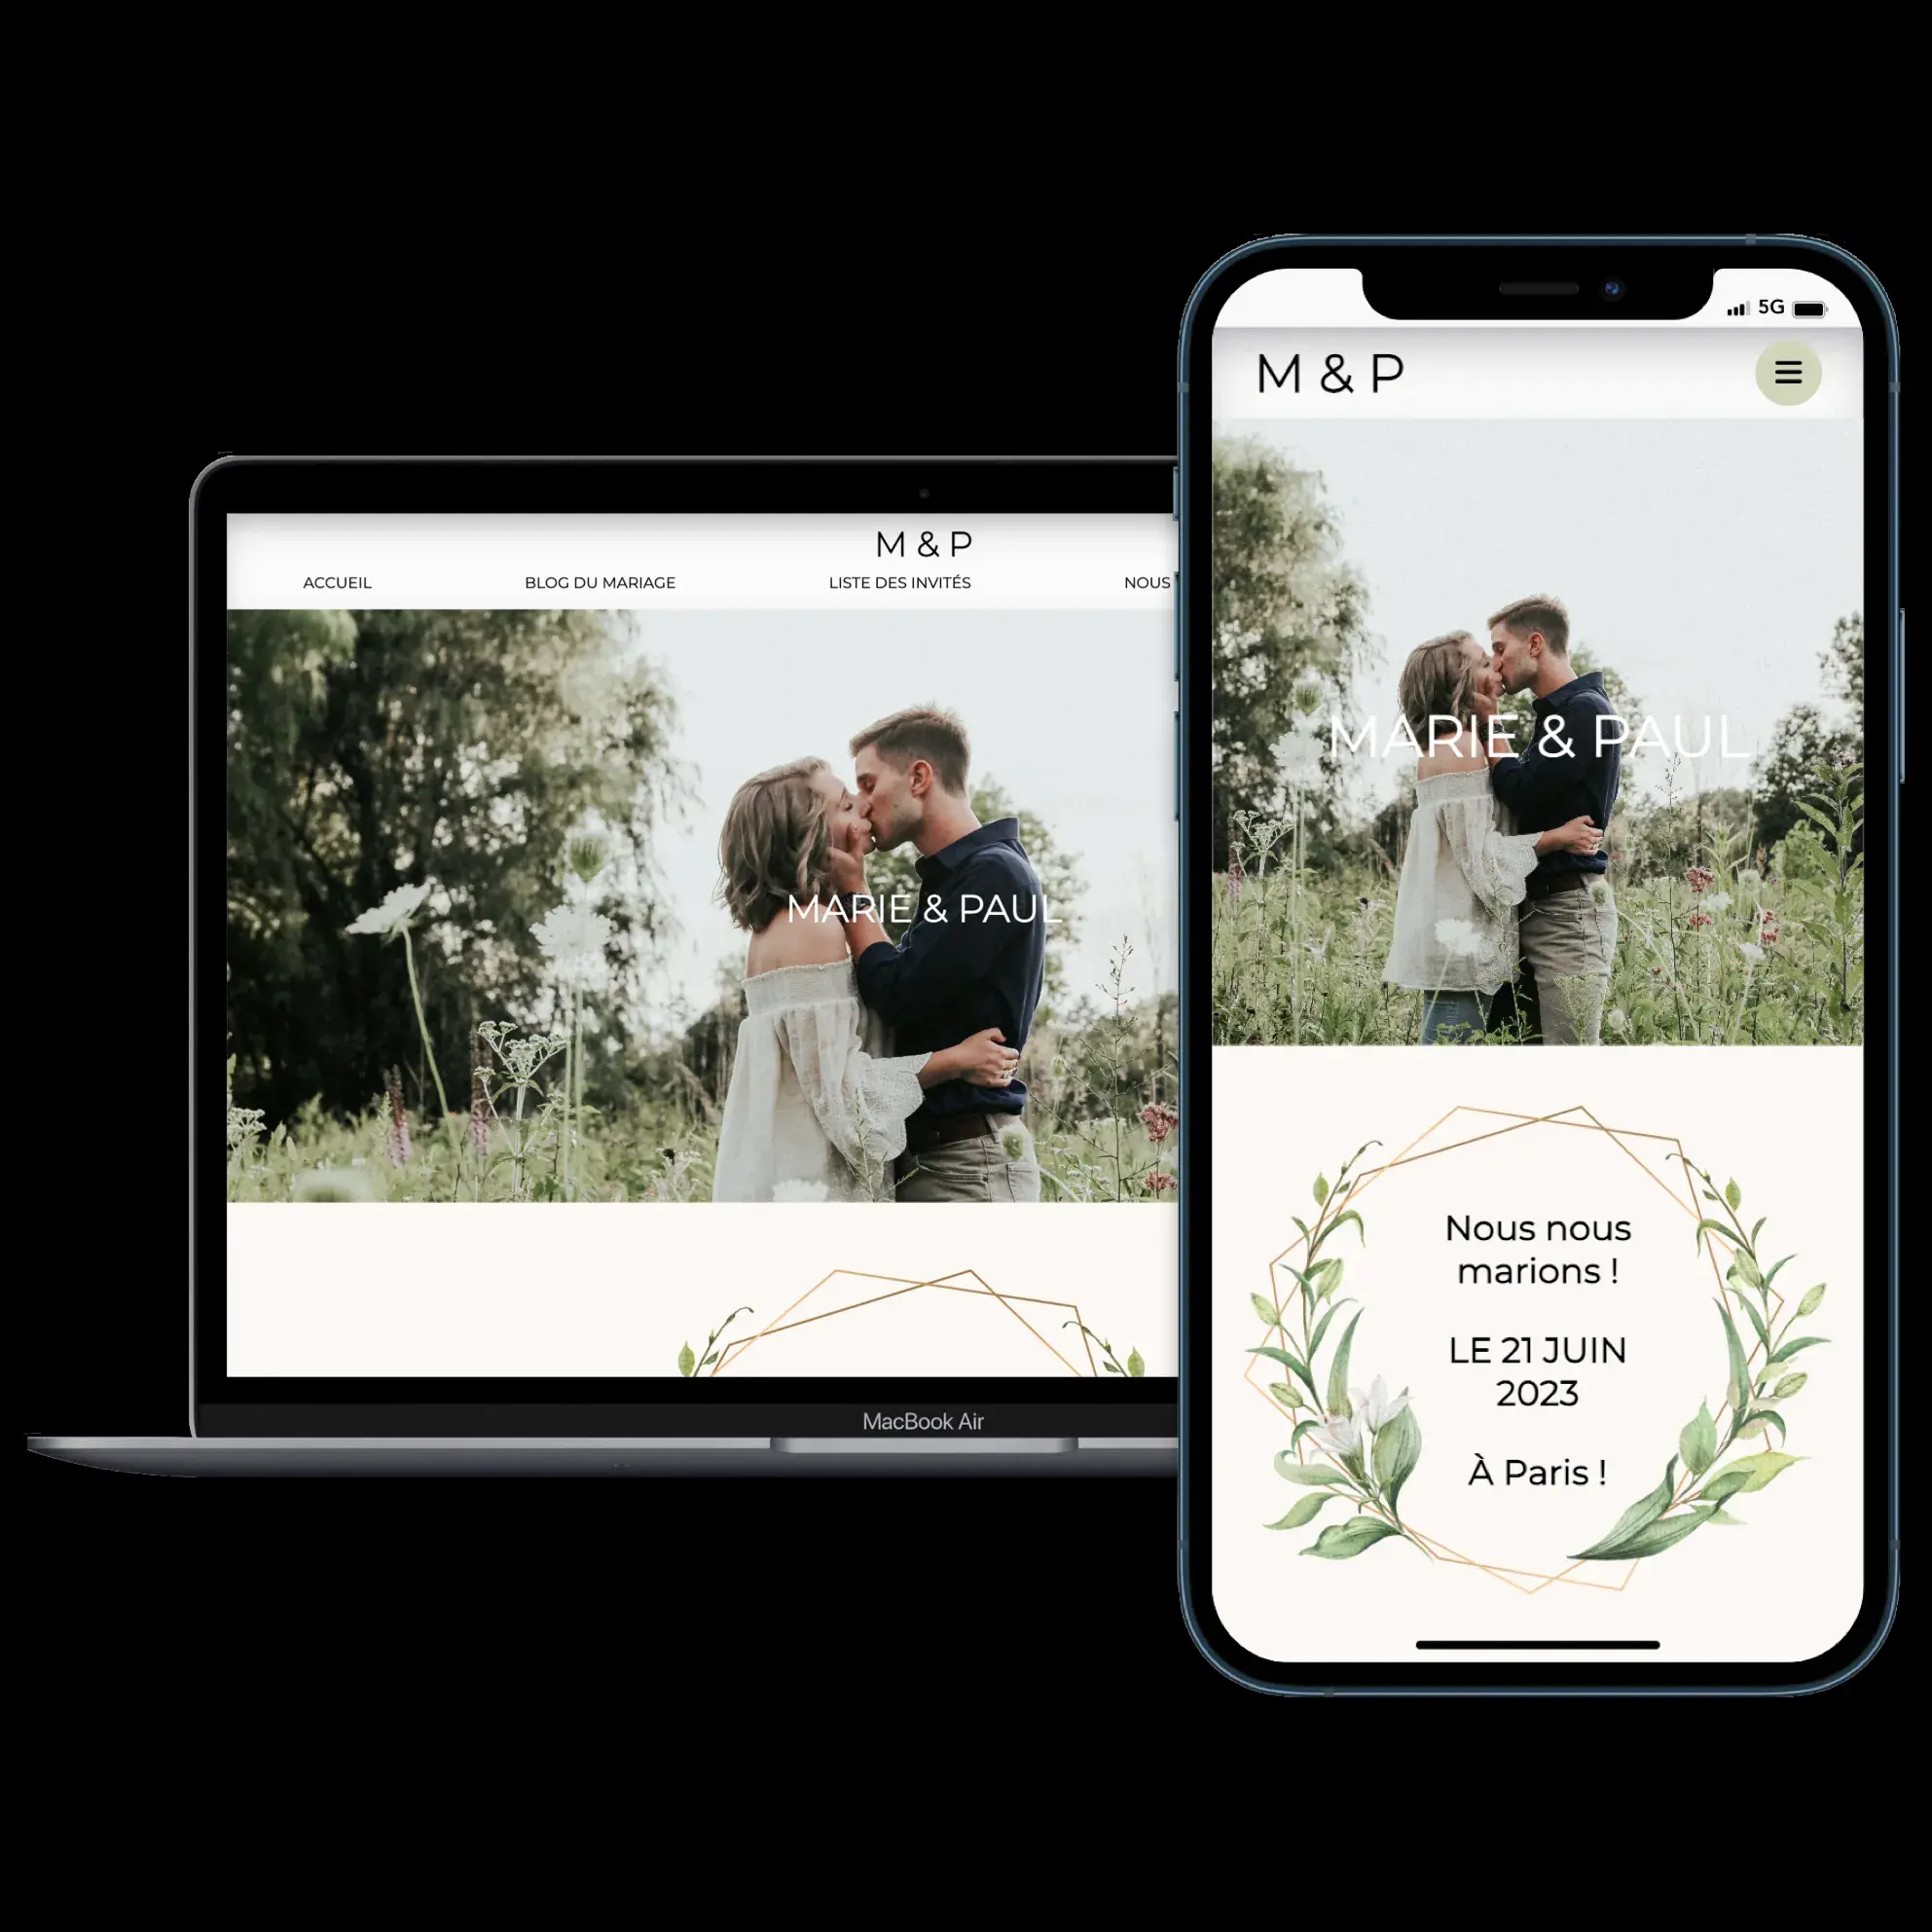 M & P
ACCUEIL BLOG DU MARIAGE LISTE DES INVITÉS NOUS
MARIE & PAUL
MacBook Air
5G
M & P
MARIE & PAUL
Nous nous
marions !
LE 21 JUIN
2023
À Paris !